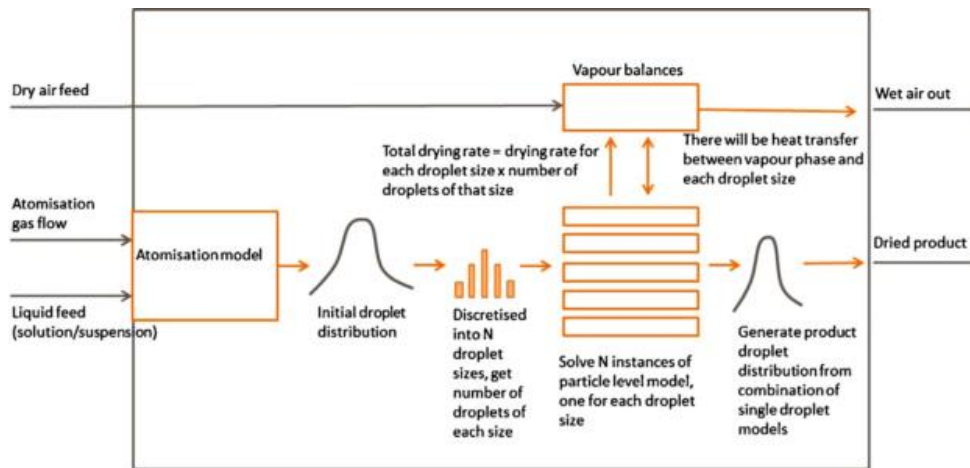 Vapour balances
Dry air feed
Wet air out
Total drying rate = drying rate for
each droplet size x number of
droplets of that size
There will be heat transfer
between vapour phase and
each droplet size
Atomisation
gas flow
Atomisation model
Liquid feed
(solution/suspension)
Initial droplet
distribution
Discretised
into N
droplet
sizes, get
number of
droplets of
each size
Solve N instances of
particle level model,
one for each droplet
size
Generate product
droplet
distribution from
combination of
single droplet
models
Dried product